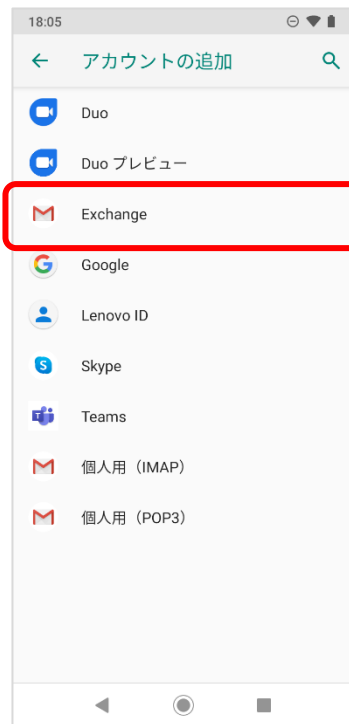 18:05
アカウントの追加
Duo
Duo プレビュー
Exchange
Google
Lenovo ID
Skype
Teams
個人用（IMAP）
個人用（POP3）